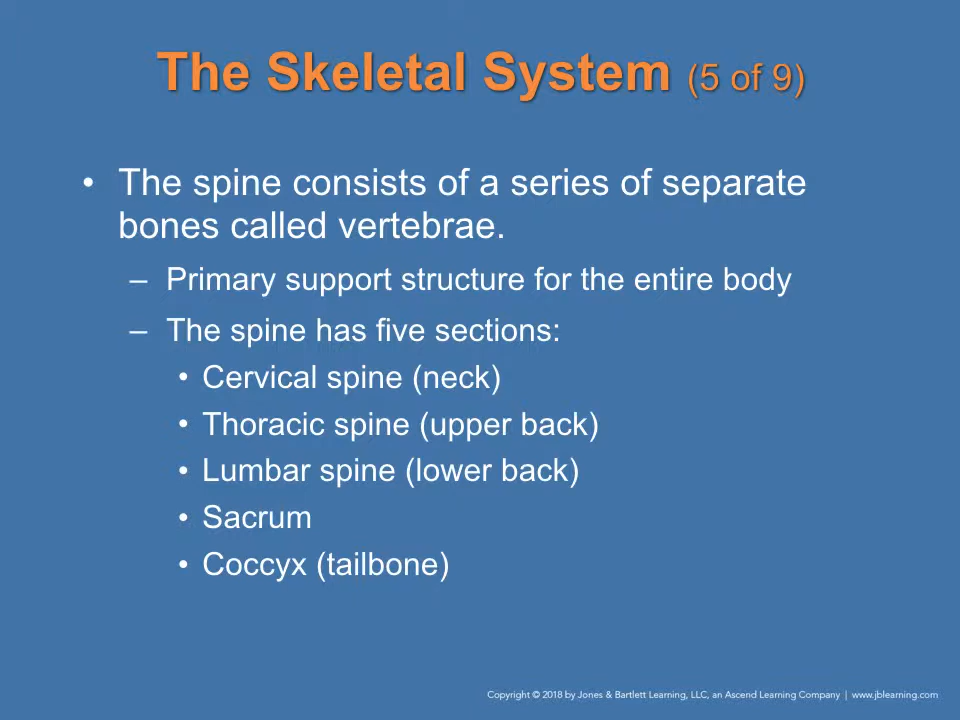 The Skeletal System (5 of 9)
• The spine consists of a series of separate
bones called vertebrae.
– Primary support structure for the entire body
– The spine has five sections:
• Cervical spine (neck)
• Thoracic spine (upper back)
• Lumbar spine (lower back)
• Sacrum
• Coccyx (tailbone)
Copyright © 2018 by Jones & Bartlett Learning, LLC, an Ascend Learning Company | www.jblearning.com